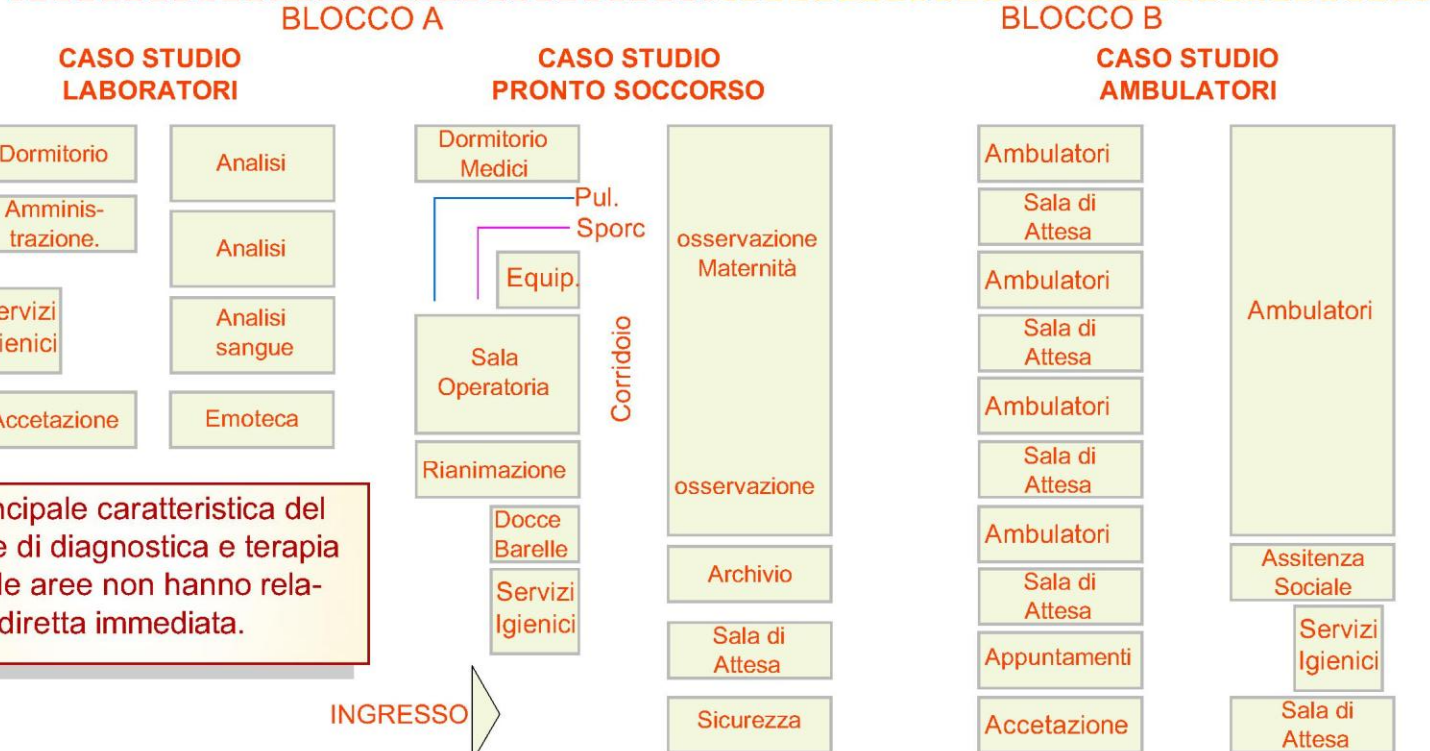 BLOCCO A
BLOCCO B
CASO STUDIO
LABORATORI
CASO STUDIO
PRONTO SOCCORSO
CASO STUDIO
AMBULATORI
Dormitorio
Amminis-
trazione.
ervizi
ienici
Accetazione
Analisi
Analisi
Analisi
sangue
Emoteca
ncipale caratteristica del
e di diagnostica e terapia
le aree non hanno rela-
diretta immediata.
Dormitorio
Medici
Pul.
Sporc
Equip.
Sala
Operatoria
Rianimazione
Docce
Barelle
Servizi
Igienici
INGRESSO
Corridoio
osservazione
Maternità
osservazione
Archivio
Sala di
Attesa
Sicurezza
Ambulatori
Sala di
Attesa
Ambulatori
Sala di
Attesa
Ambulatori
Sala di
Attesa
Ambulatori
Sala di
Attesa
Appuntamenti
Accetazione
Ambulatori
Assitenza
Sociale
Servizi
Igienici
Sala di
Attesa